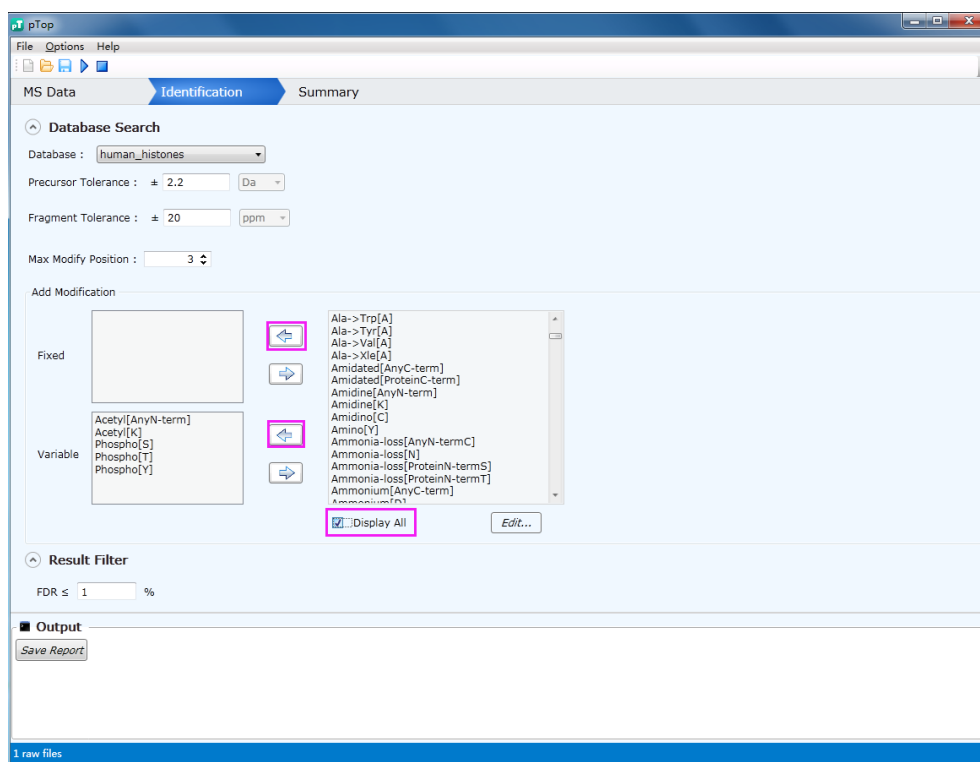 pTop
File Options Help
MS Data Identification Summary
Database Search
Database : human_histones
Precursor Tolerance : ± 2.2 Da
Fragment Tolerance : ± 20 ppm
Max Modify Position : 3
Add Modification
Fixed
Variable
Acetyl[AnyN-term]
Acetyl[K]
Phospho[S]
Phospho[T]
Phospho[Y]
Ala->Trp[A]
Ala->Tyr[A]
Ala->Val[A]
Ala->Xle[A]
Amidated[AnyC-term]
Amidated[ProteinC-term]
Amidine[AnyN-term]
Amidine[K]
Amidino[C]
Amino[Y]
Ammonia-loss[AnyN-termC]
Ammonia-loss[N]
Ammonia-loss[ProteinN-termS]
Ammonia-loss[ProteinN-termT]
Ammonium[AnyC-term]
Ammonium[D]
Display All Edit...
Result Filter
FDR ≤ 1 %
Output
Save Report
1 raw files